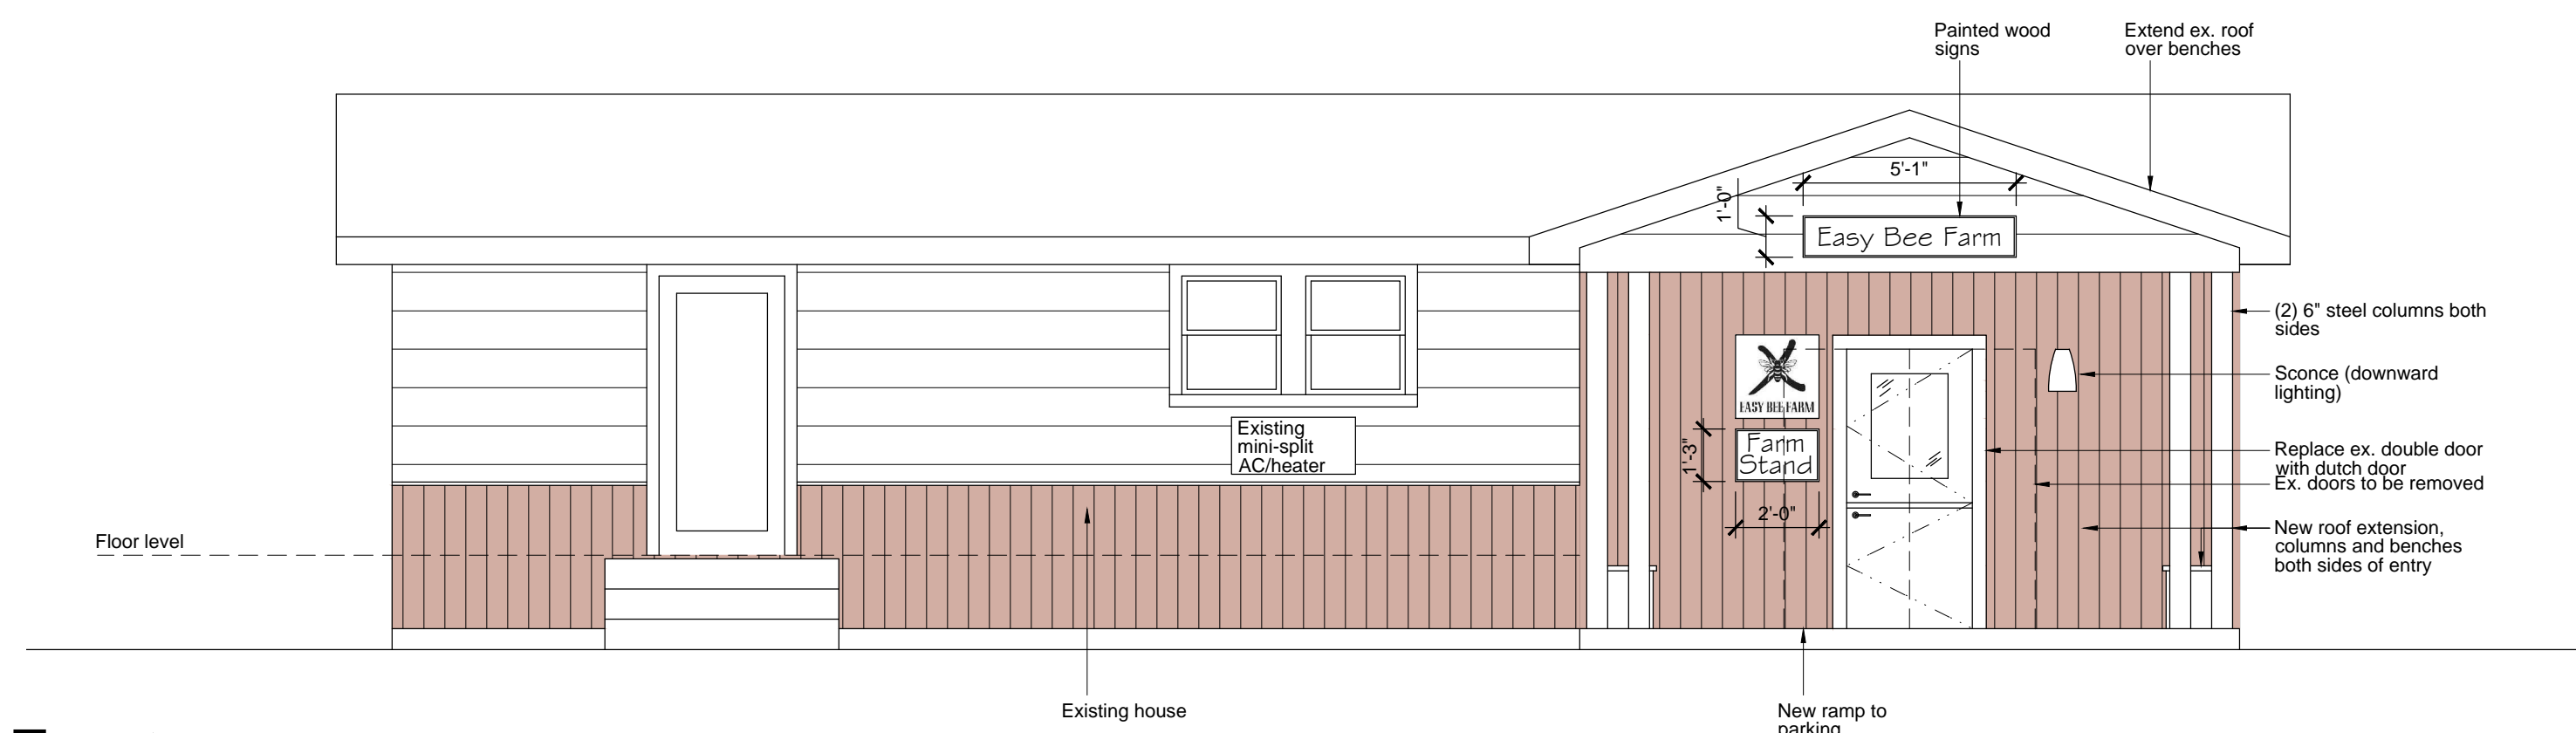 Painted wood
signs
Extend ex. roof
over benches
5'-1"
1'-0"
Easy Bee Farm
(2) 6" steel columns both
sides
Sconce (downward
lighting)
EASY BEE FARM
Existing
mini-split
AC/heater
1'-3"
Farm
Stand
Replace ex. double door
with dutch door
Ex. doors to be removed
2'-0"
New roof extension,
columns and benches
both sides of entry
Floor level
Existing house
New ramp to
parking